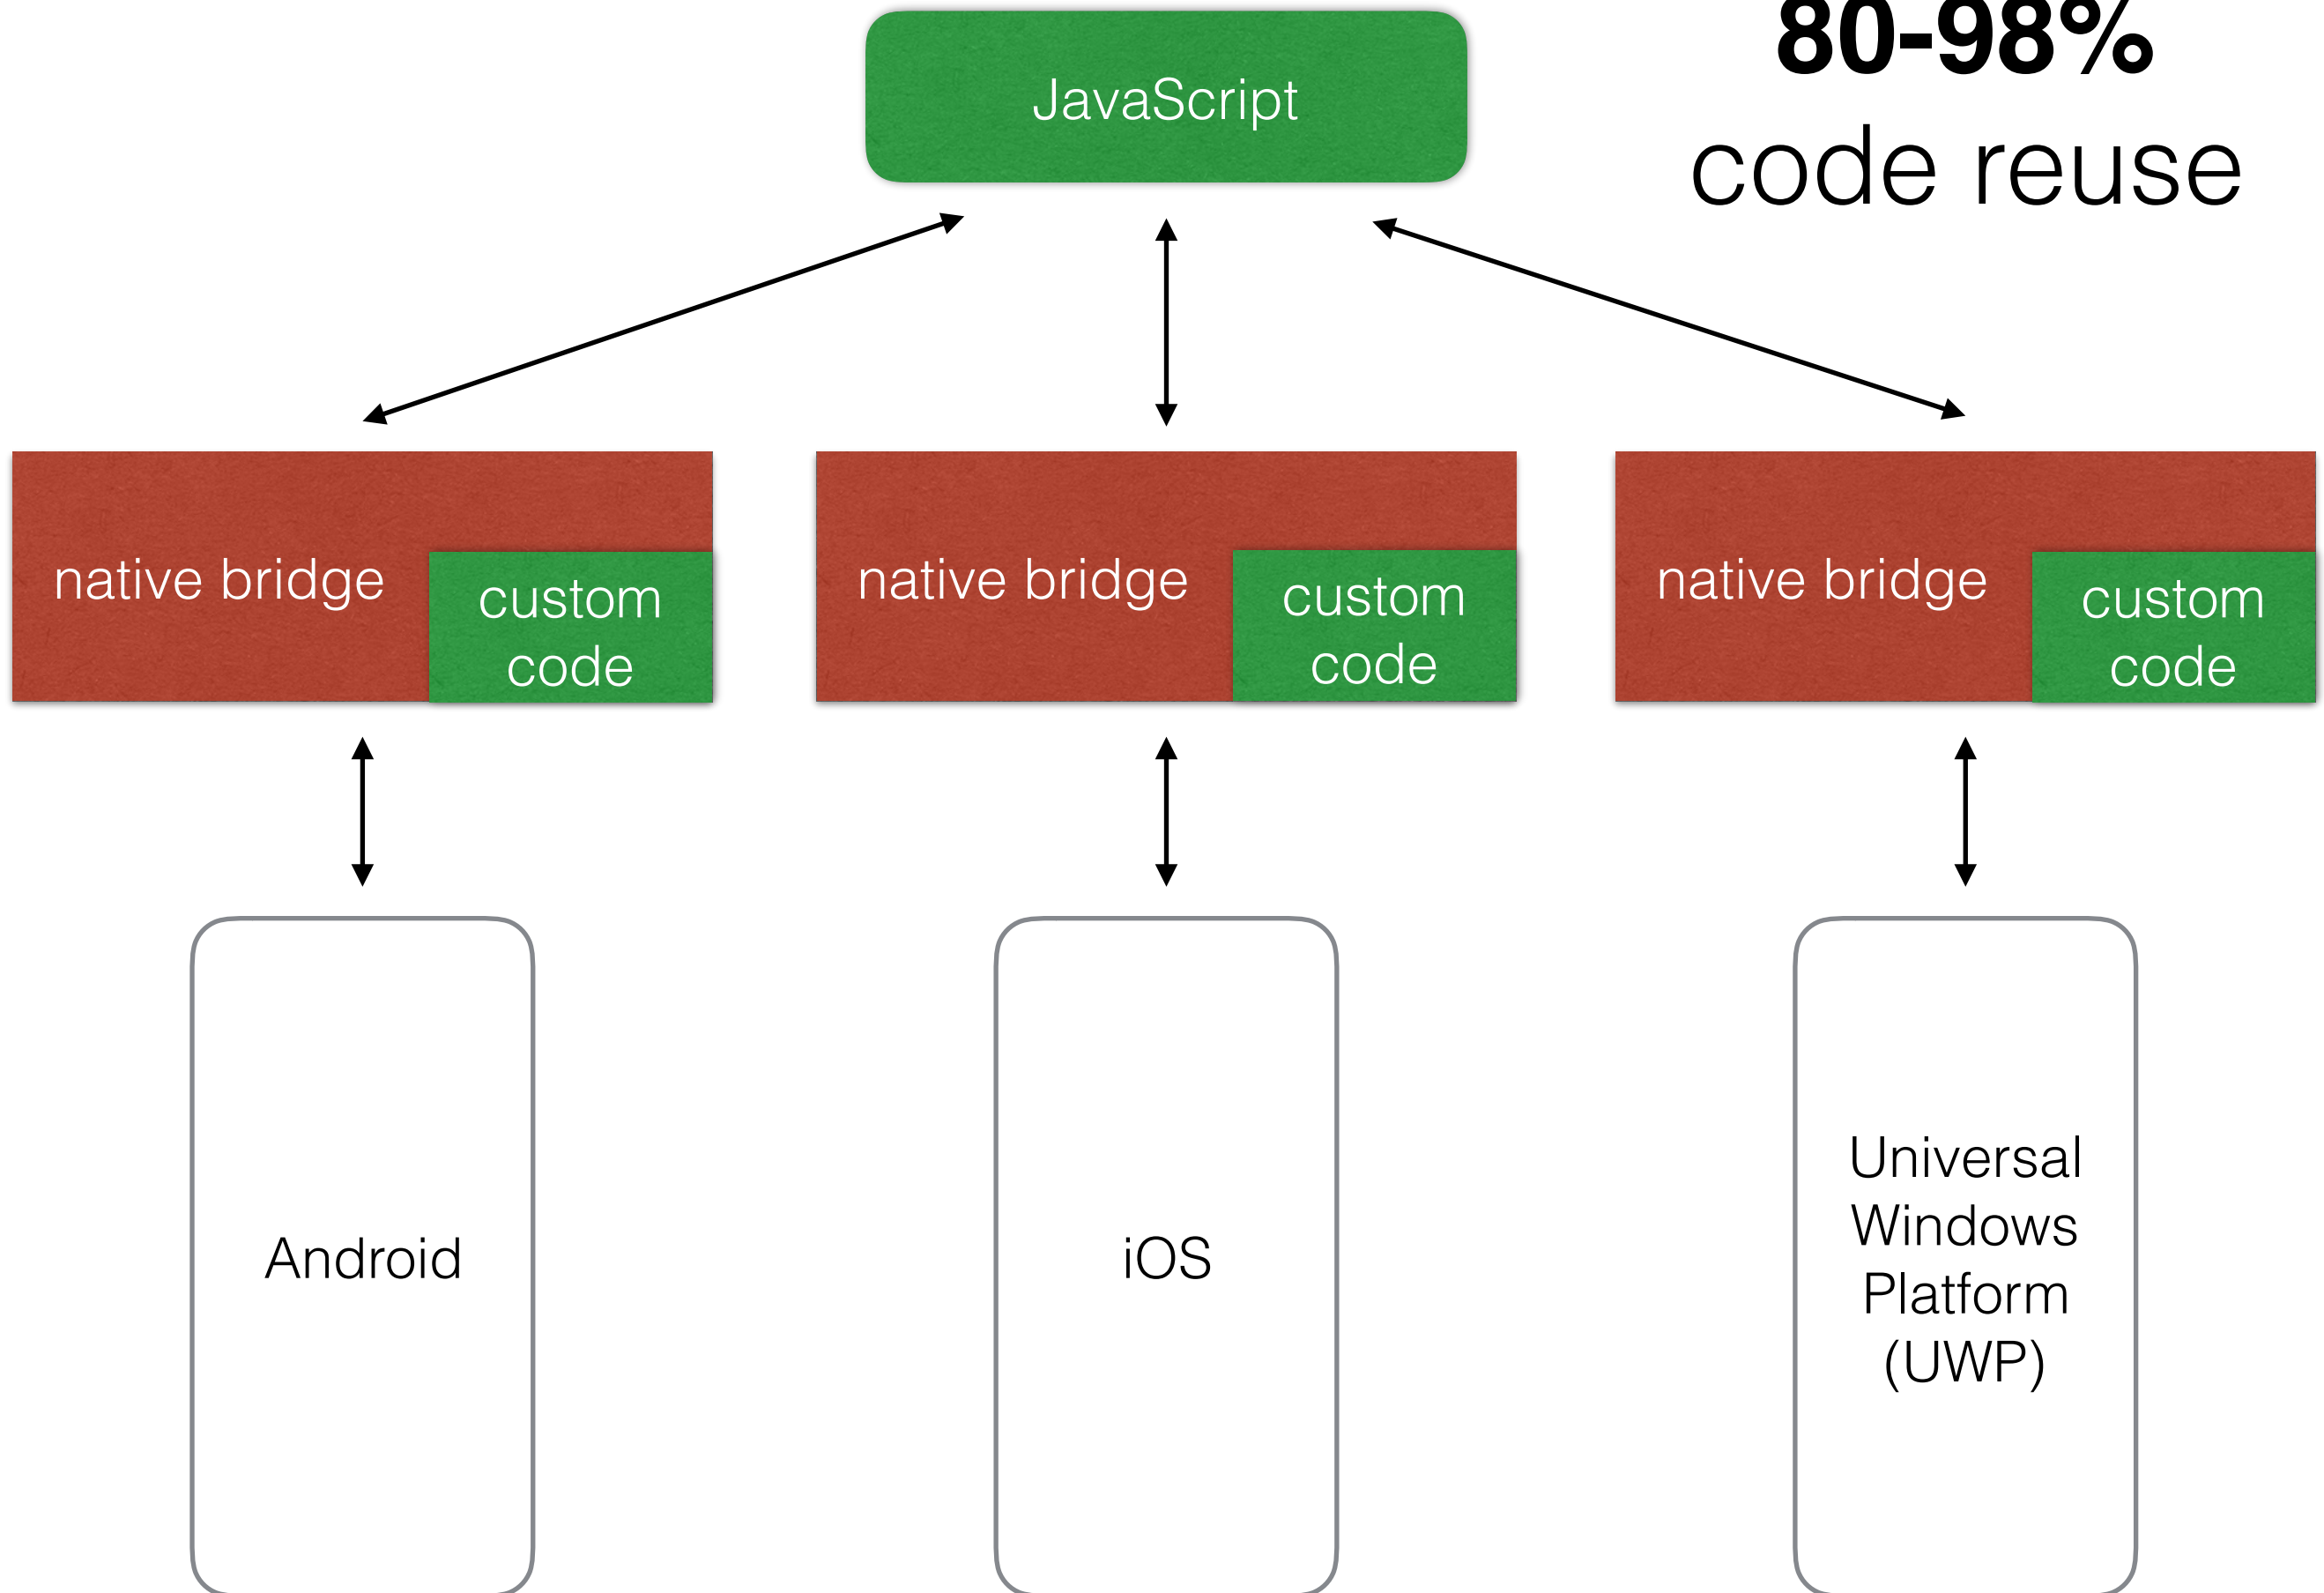 80-98%
code reuse
JavaScript
native bridge
custom
code
native bridge
custom
code
native bridge
custom
code
Android
iOS
Universal
Windows
Platform
(UWP)